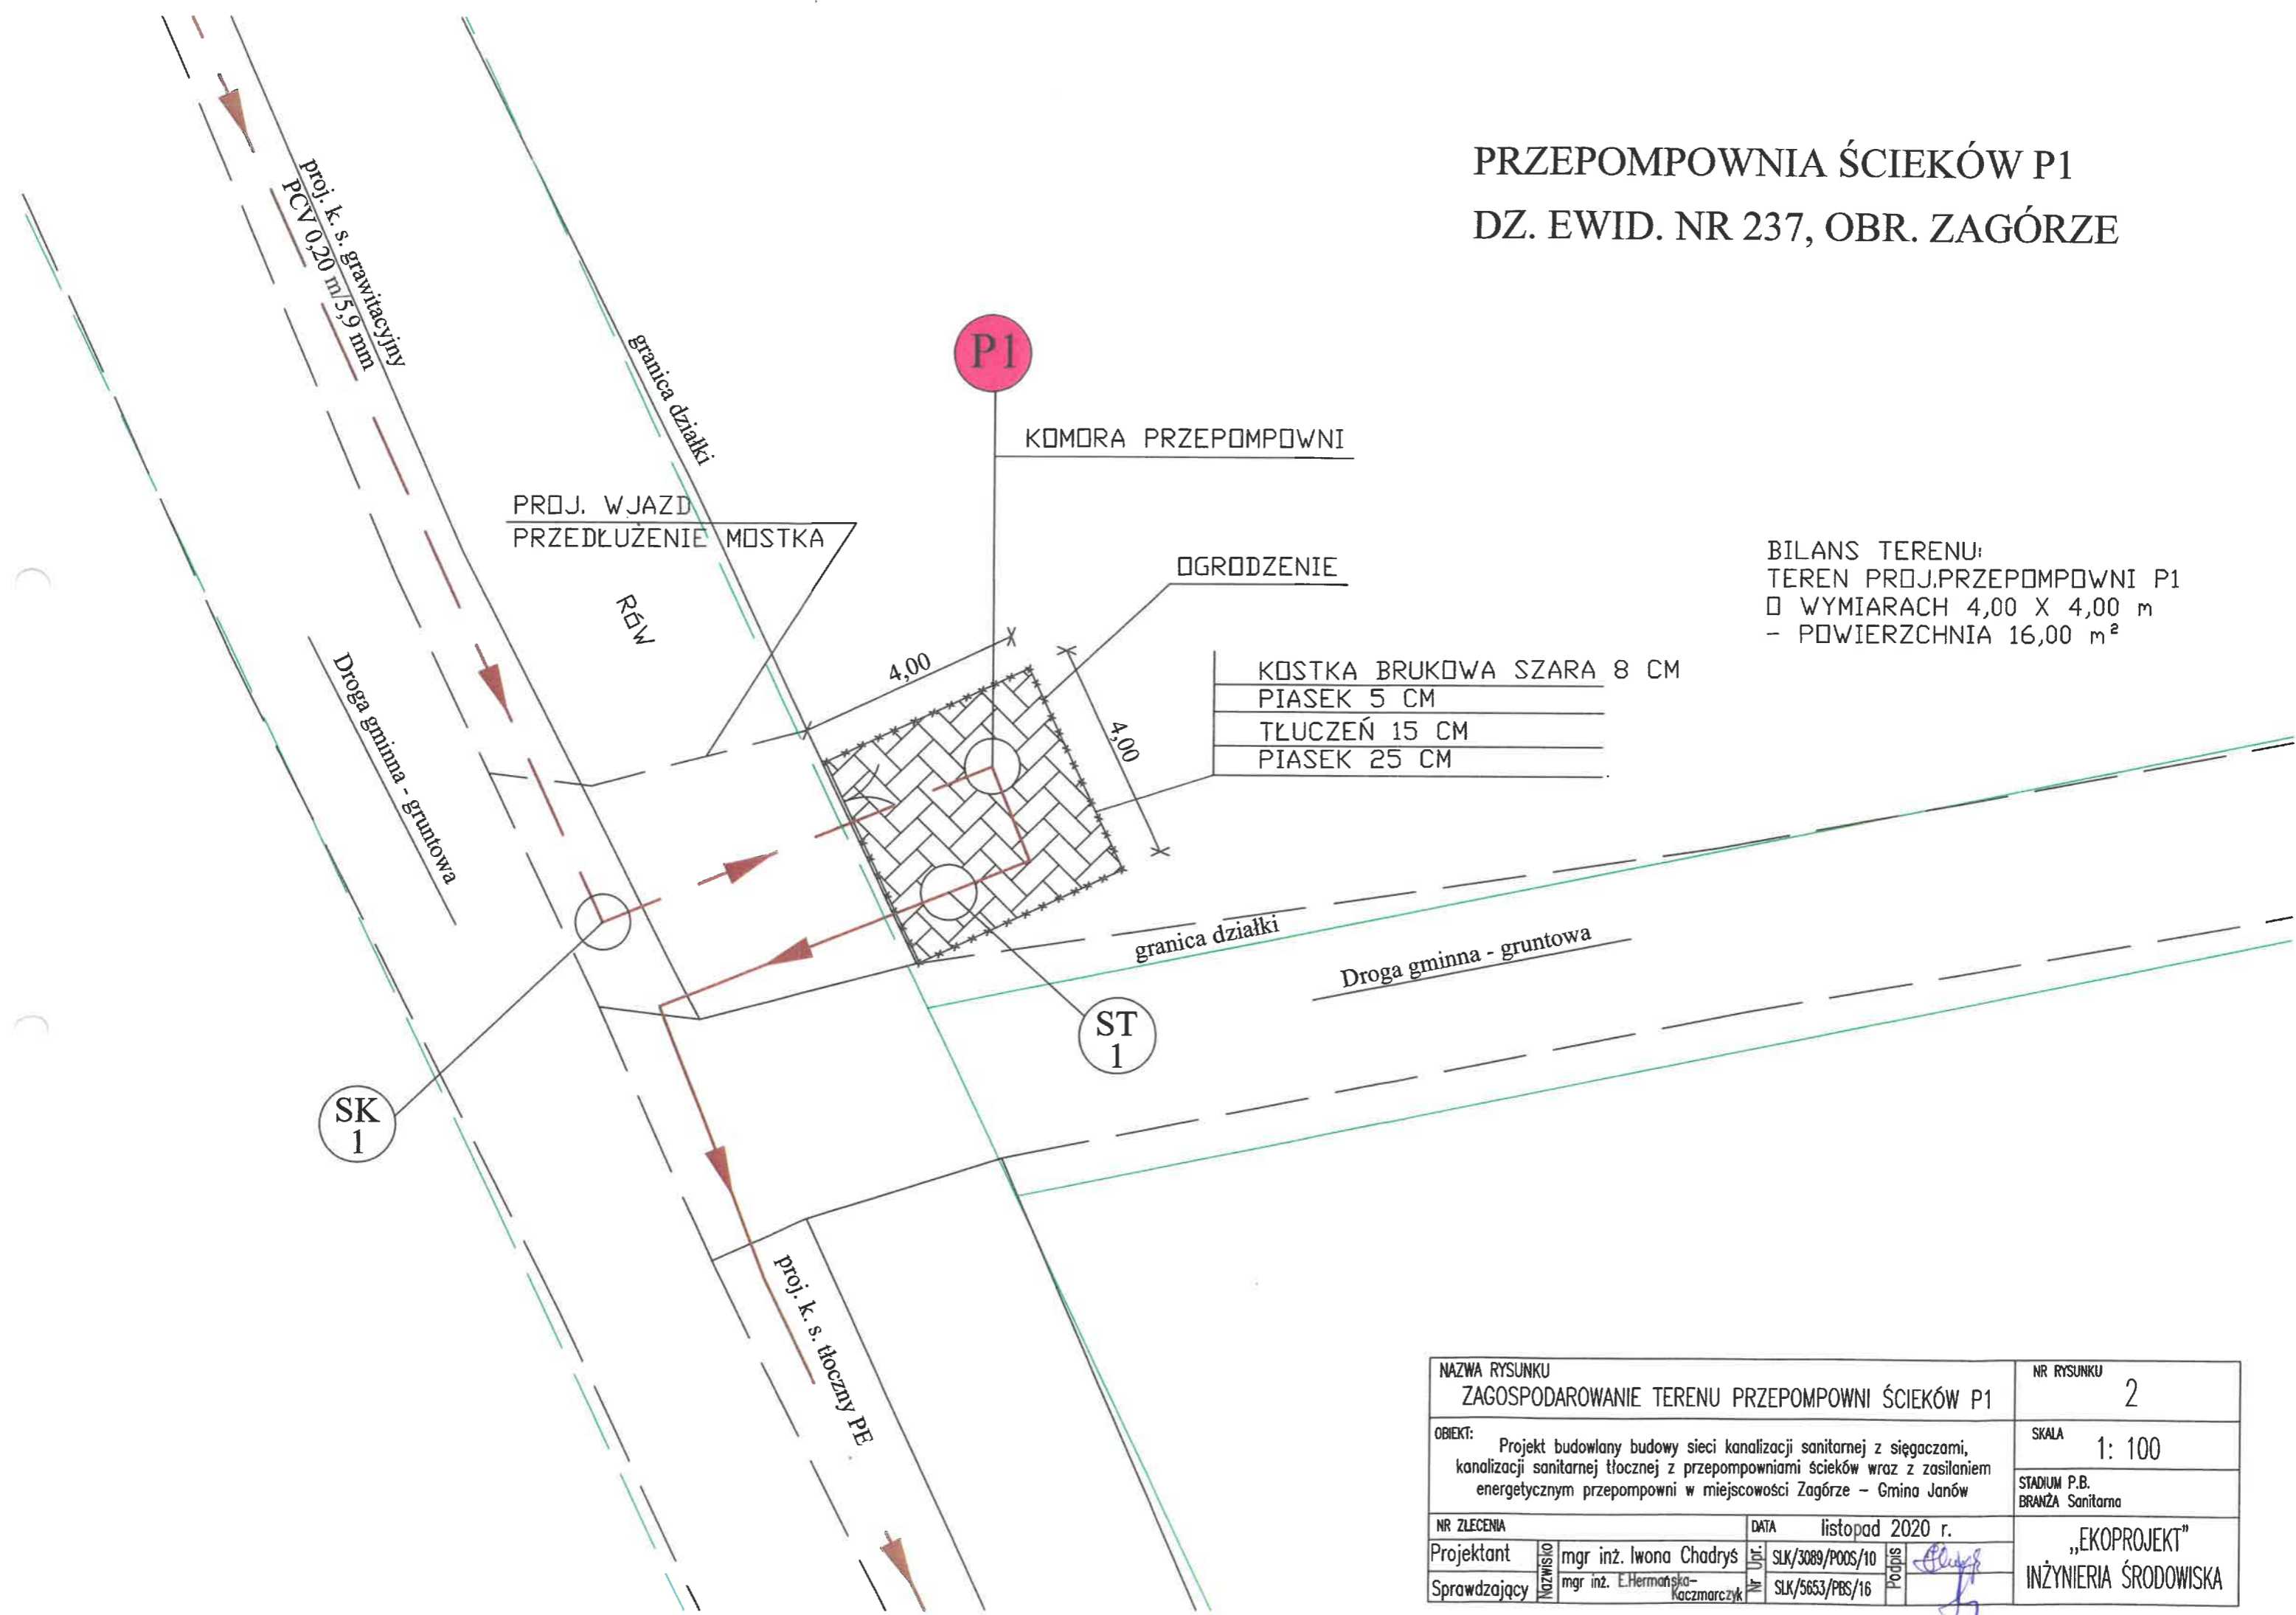 PRZEPOMPOWNIA ŚCIEKÓW P1
DZ. EWID. NR 237, OBR. ZAGÓRZE
proj. k. s. grawitacyjny
PCV 0,20 m/5,9 mm
granica działki
P1
KOMORA PRZEPOMPOWNI
PROJ. WJAZD
PRZEDŁUŻENIE MOSTKA
OGRODZENIE
BILANS TERENU:
TEREN PROJ.PRZEPOMPOWNI P1
O WYMIARACH 4,00 X 4,00 m
- POWIERZCHNIA 16,00 m²
RÓW
4,00
4,00
KOSTKA BRUKOWA SZARA 8 CM
PIASEK 5 CM
TŁUCZEŃ 15 CM
PIASEK 25 CM
Droga gminna - gruntowa
granica działki
Droga gminna - gruntowa
ST
1
SK
1
proj. k. s. tłoczny PE
NAZWA RYSUNKU
ZAGOSPODAROWANIE TERENU PRZEPOMPOWNI ŚCIEKÓW P1
NR RYSUNKU
2
OBIEKT:
Projekt budowlany budowy sieci kanalizacji sanitarnej z sięgaczami,
kanalizacji sanitarnej tłocznej z przepompowniami ścieków wraz z zasilaniem
energetycznym przepompowni w miejscowości Zagórze – Gmina Janów
SKALA
1: 100
STADIUM P.B.
BRANŻA Sanitarna
NR ZLECENIA
DATA listopad 2020 r.
Projektant
Nazwisko
mgr inż. Iwona Chadryś
Nr Upr.
SLK/3089/POOS/10
Podpis
Sprawdzający
mgr inż. E.Hermańska-
Kaczmarczyk
SLK/5653/PBS/16
„EKOPROJEKT”
INŻYNIERIA ŚRODOWISKA